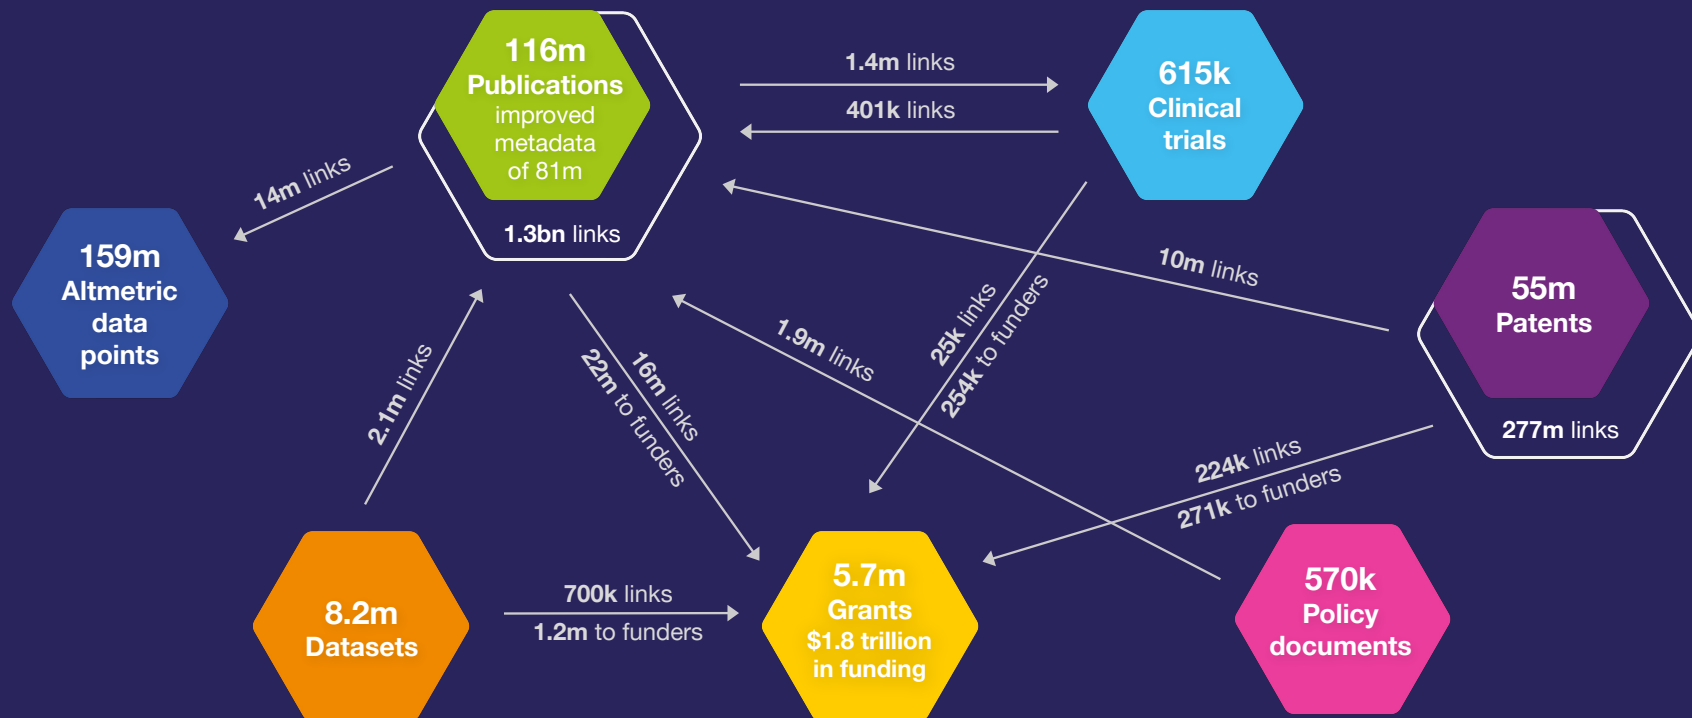 116m
Publications
improved
metadata
of 81m
1.3bn links
1.4m links
401k links
615k
Clinical
trials
14m links
159m
Altmetric
data
points
10m links
55m
Patents
277m links
25k links
254k to funders
1.9m links
2.1m links
16m links
22m to funders
224k links
271k to funders
8.2m
Datasets
700k links
1.2m to funders
5.7m
Grants
$1.8 trillion
in funding
570k
Policy
documents